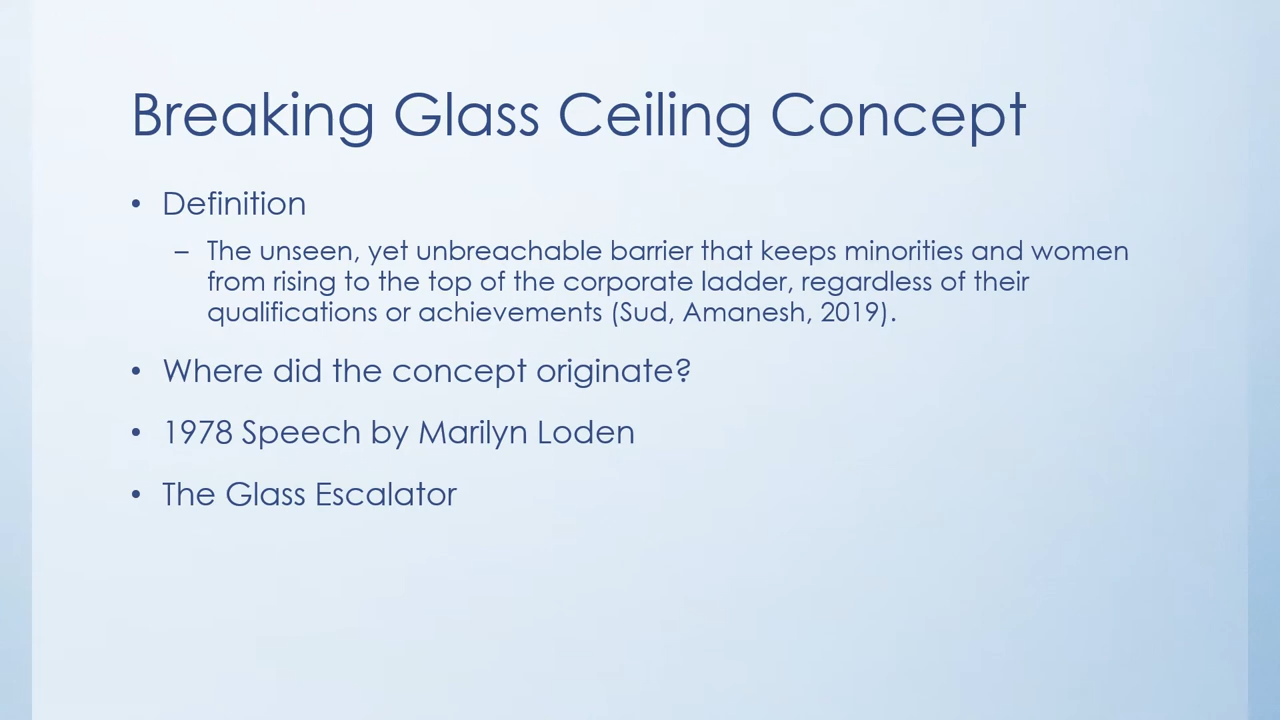 Breaking Glass Ceiling Concept
• Definition
– The unseen, yet unbreachable barrier that keeps minorities and women
from rising to the top of the corporate ladder, regardless of their
qualifications or achievements (Sud, Amanesh, 2019).
• Where did the concept originate?
• 1978 Speech by Marilyn Loden
• The Glass Escalator